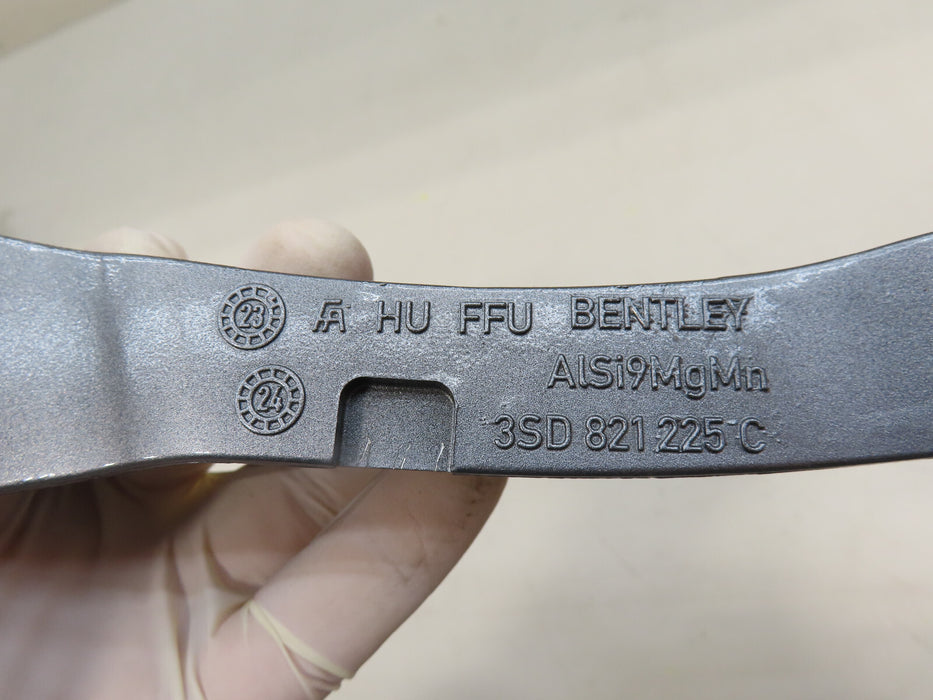 23 HU FFU BENTLEY
AlSi9MgMn
24
3SD 821 225 C